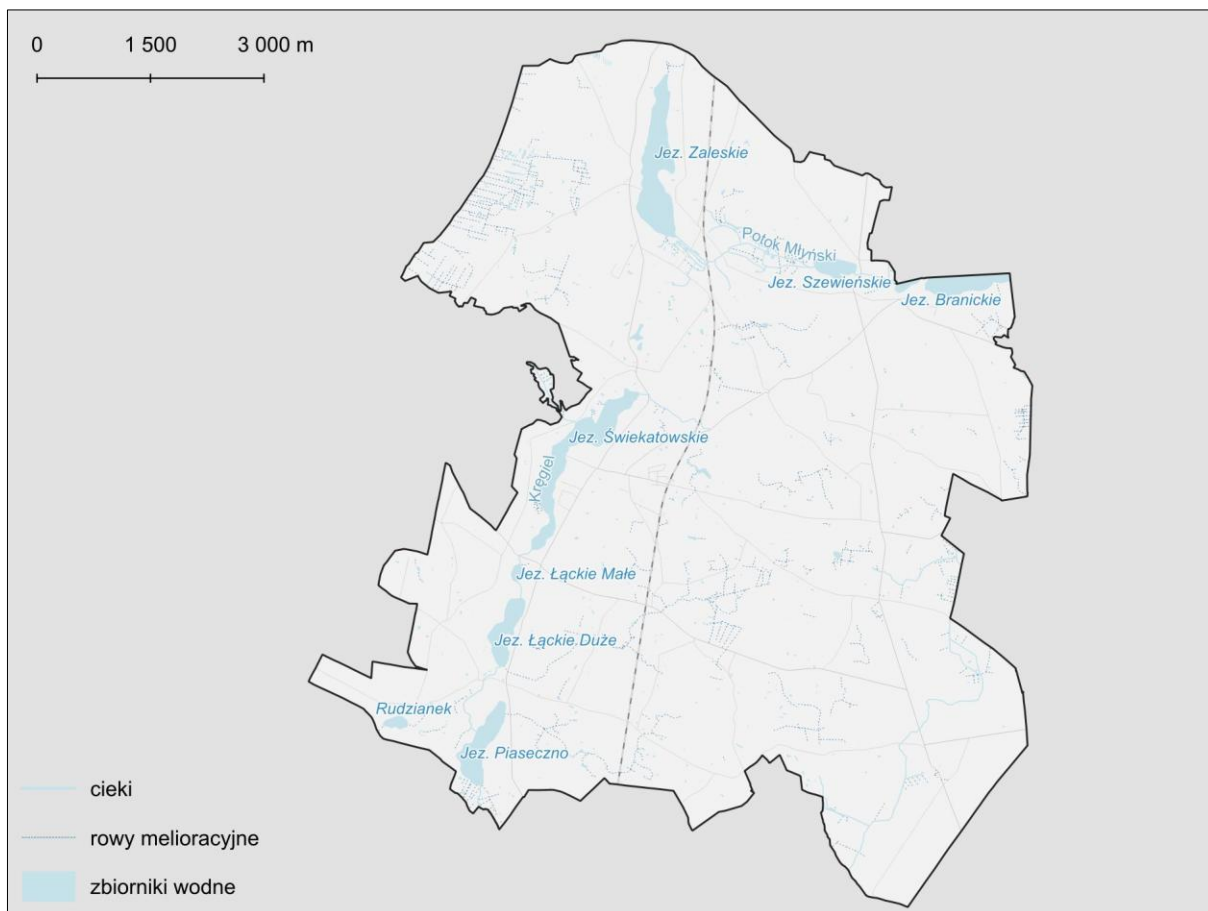 0 1 500 3 000 m
Jez. Zaleskie
Potok Młyński
Jez. Szewieńskie
Jez. Branickie
Jez. Świekatowskie
Kręgiel
Jez. Łąckie Małe
Jez. Łąckie Duże
Rudzianek
Jez. Piaseczno
cieki
rowy melioracyjne
zbiorniki wodne